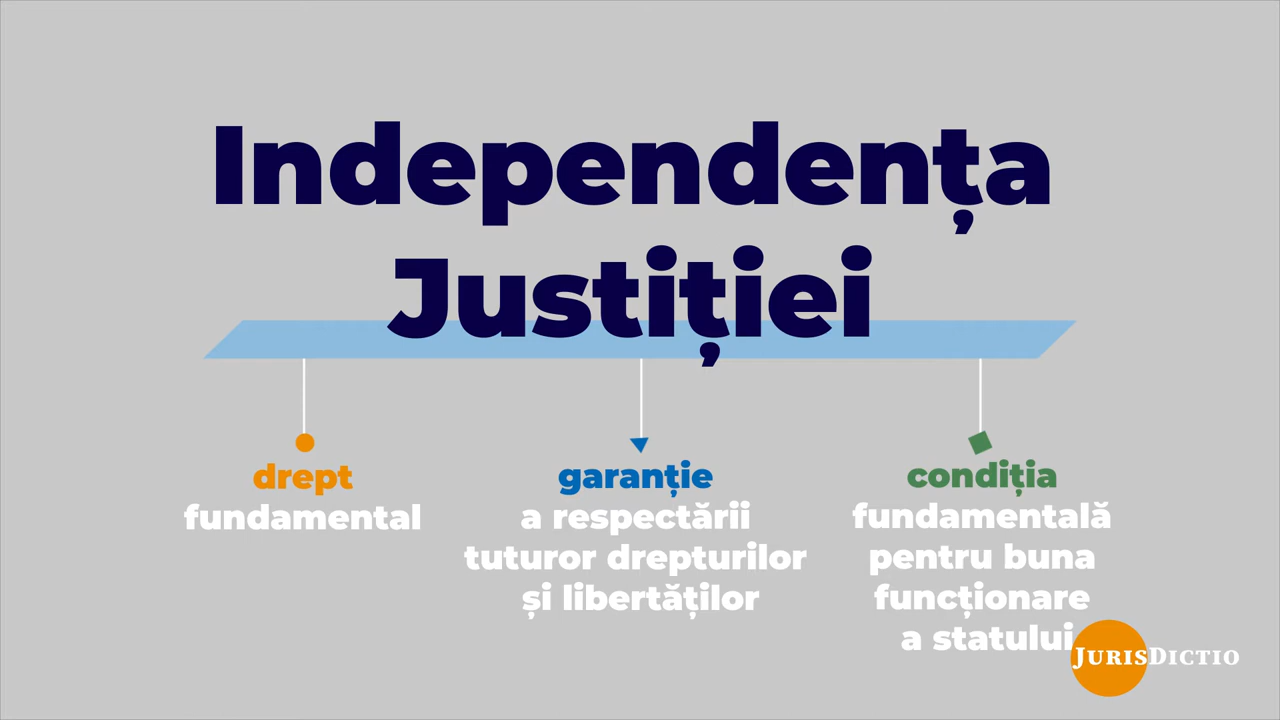 Independența
Justiției
drept
fundamental
garanție
a respectării
tuturor drepturilor
și libertăților
condiția
fundamentală
pentru buna
funcționare
a statului
JURISDICTIO